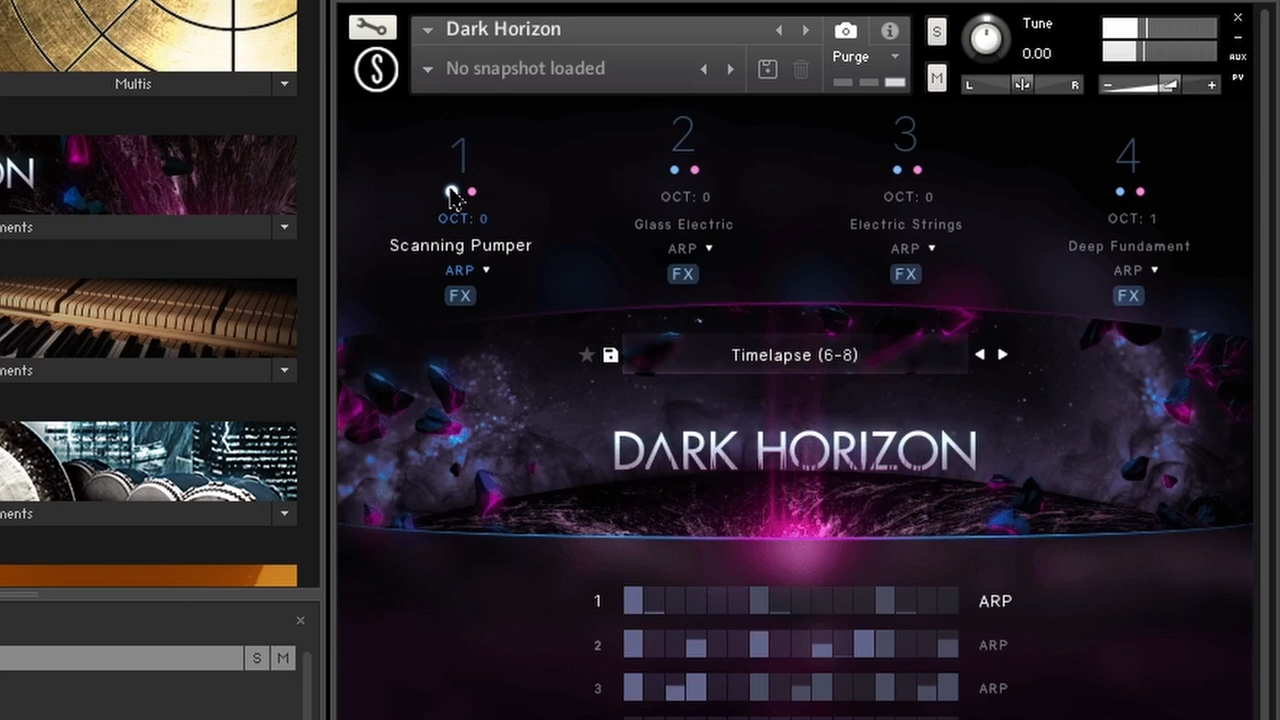 Multis
ON
ments
ments
ments
S M
Dark Horizon
No snapshot loaded
Purge
S
M
Tune
0.00
L R
- +
×
-
AUX
PV
1
OCT: 0
Scanning Pumper
ARP
FX
2
OCT: 0
Glass Electric
ARP
FX
3
OCT: 0
Electric Strings
ARP
FX
4
OCT: 1
Deep Fundament
ARP
FX
Timelapse (6-8)
DARK HORIZON
1 ARP
2 ARP
3 ARP